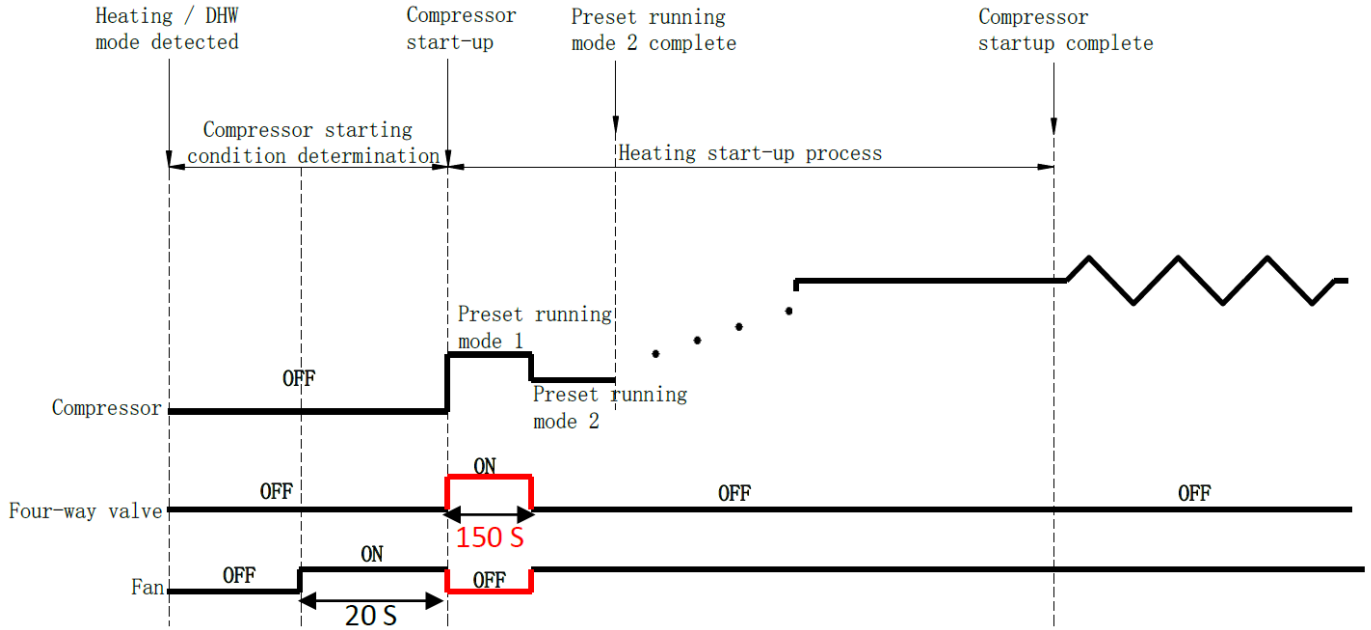 Heating / DHW
mode detected
Compressor
start-up
Preset running
mode 2 complete
Compressor
startup complete
Compressor starting
condition determination
Heating start-up process
Preset running
mode 1
OFF
Preset running
mode 2
Compressor
ON
OFF
OFF
OFF
Four-way valve
150 S
ON
OFF
OFF
Fan
20 S